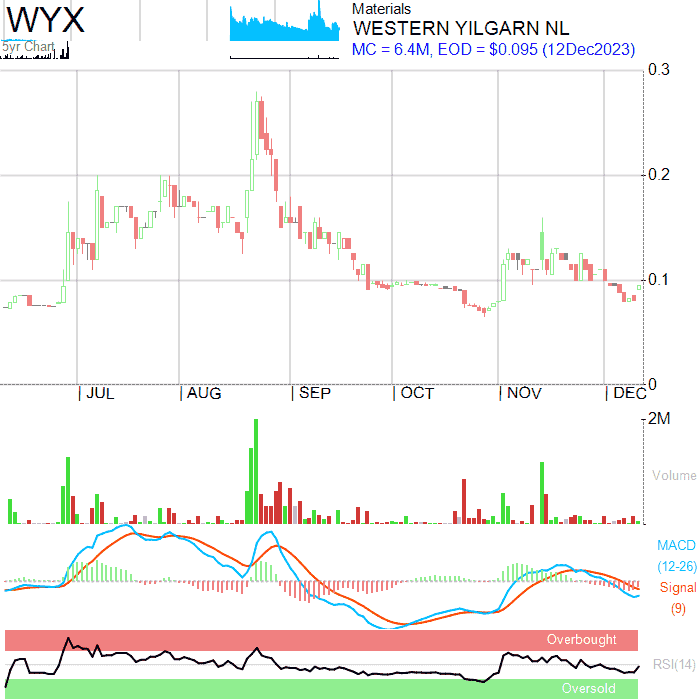 WYX
5yr Chart
Materials
WESTERN YILGARN NL
MC = 6.4M, EOD = $0.095 (12Dec2023)
0.3
0.2
0.1
0
JUL AUG SEP OCT NOV DEC
2M
Volume
MACD
(12-26)
Signal
(9)
Overbought
RSI(14)
Oversold